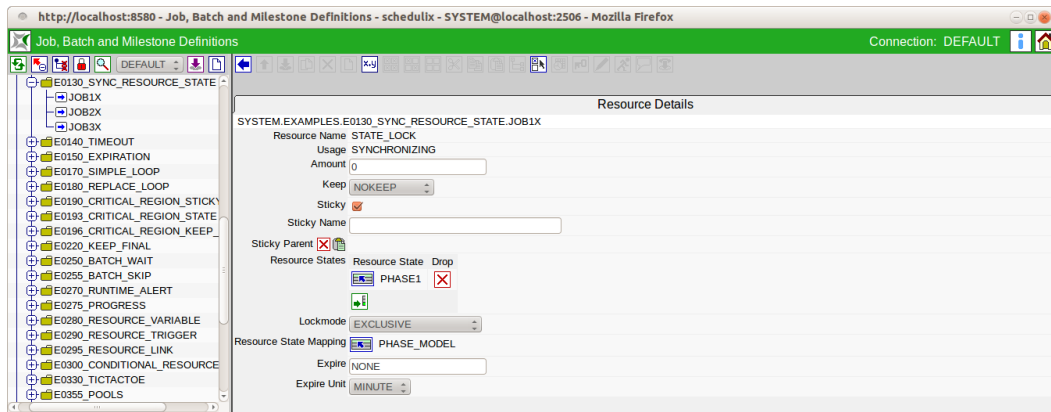 http://localhost:8580 - Job, Batch and Milestone Definitions - schedulix - SYSTEM@localhost:2506 - Mozilla Firefox
Job, Batch and Milestone Definitions
Connection: DEFAULT
DEFAULT
x.y
E0130_SYNC_RESOURCE_STATE
JOB1X
JOB2X
JOB3X
E0140_TIMEOUT
E0150_EXPIRATION
E0170_SIMPLE_LOOP
E0180_REPLACE_LOOP
E0190_CRITICAL_REGION_STICKY
E0193_CRITICAL_REGION_STATE
E0196_CRITICAL_REGION_KEEP_
E0220_KEEP_FINAL
E0250_BATCH_WAIT
E0255_BATCH_SKIP
E0270_RUNTIME_ALERT
E0275_PROGRESS
E0280_RESOURCE_VARIABLE
E0290_RESOURCE_TRIGGER
E0295_RESOURCE_LINK
E0300_CONDITIONAL_RESOURCE
E0330_TICTACTOE
E0355_POOLS
Resource Details
SYSTEM.EXAMPLES.E0130_SYNC_RESOURCE_STATE.JOB1X
Resource Name STATE_LOCK
Usage SYNCHRONIZING
Amount 0
Keep NOKEEP
Sticky
Sticky Name
Sticky Parent
Resource States Resource State Drop
PHASE1
Lockmode EXCLUSIVE
Resource State Mapping PHASE_MODEL
Expire NONE
Expire Unit MINUTE